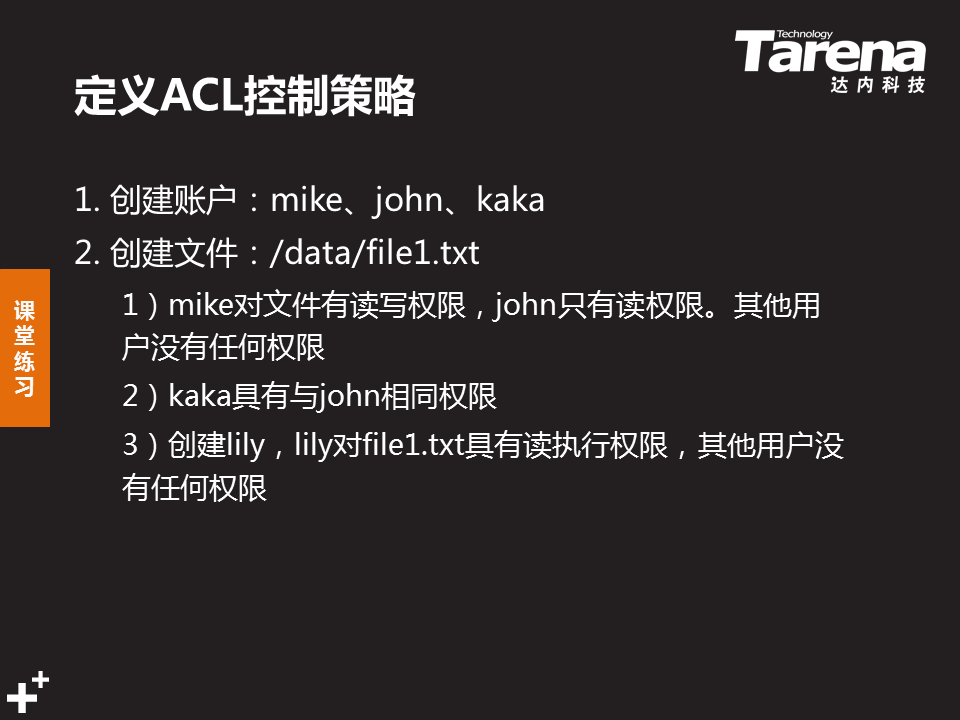 Technology
Tarena
达内科技
定义ACL控制策略
1. 创建账户：mike、john、kaka
2. 创建文件：/data/file1.txt
1）mike对文件有读写权限，john只有读权限。其他用
户没有任何权限
2）kaka具有与john相同权限
3）创建lily，lily对file1.txt具有读执行权限，其他用户没
有任何权限
课
堂
练
习